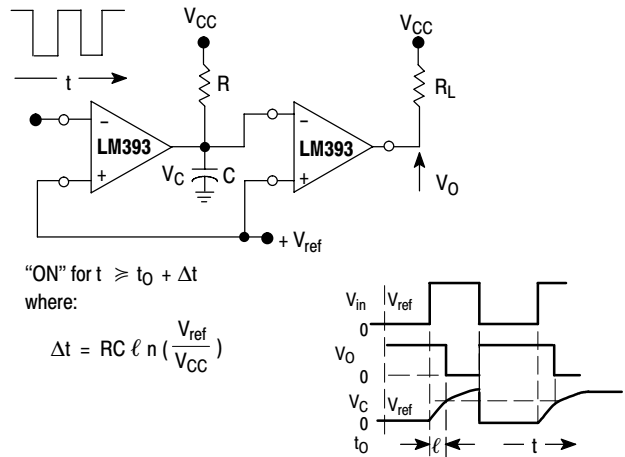 V_CC
V_CC
t
R
R_L
−
LM393
+
V_C
C
−
LM393
+
V_O
+ V_ref
"ON" for t ⩾ t_O + Δt
where:
Δt = RC ℓ n ( V_ref / V_CC )
V_in
V_ref
0
V_O
0
V_C
V_ref
0
t_O
ℓ
t